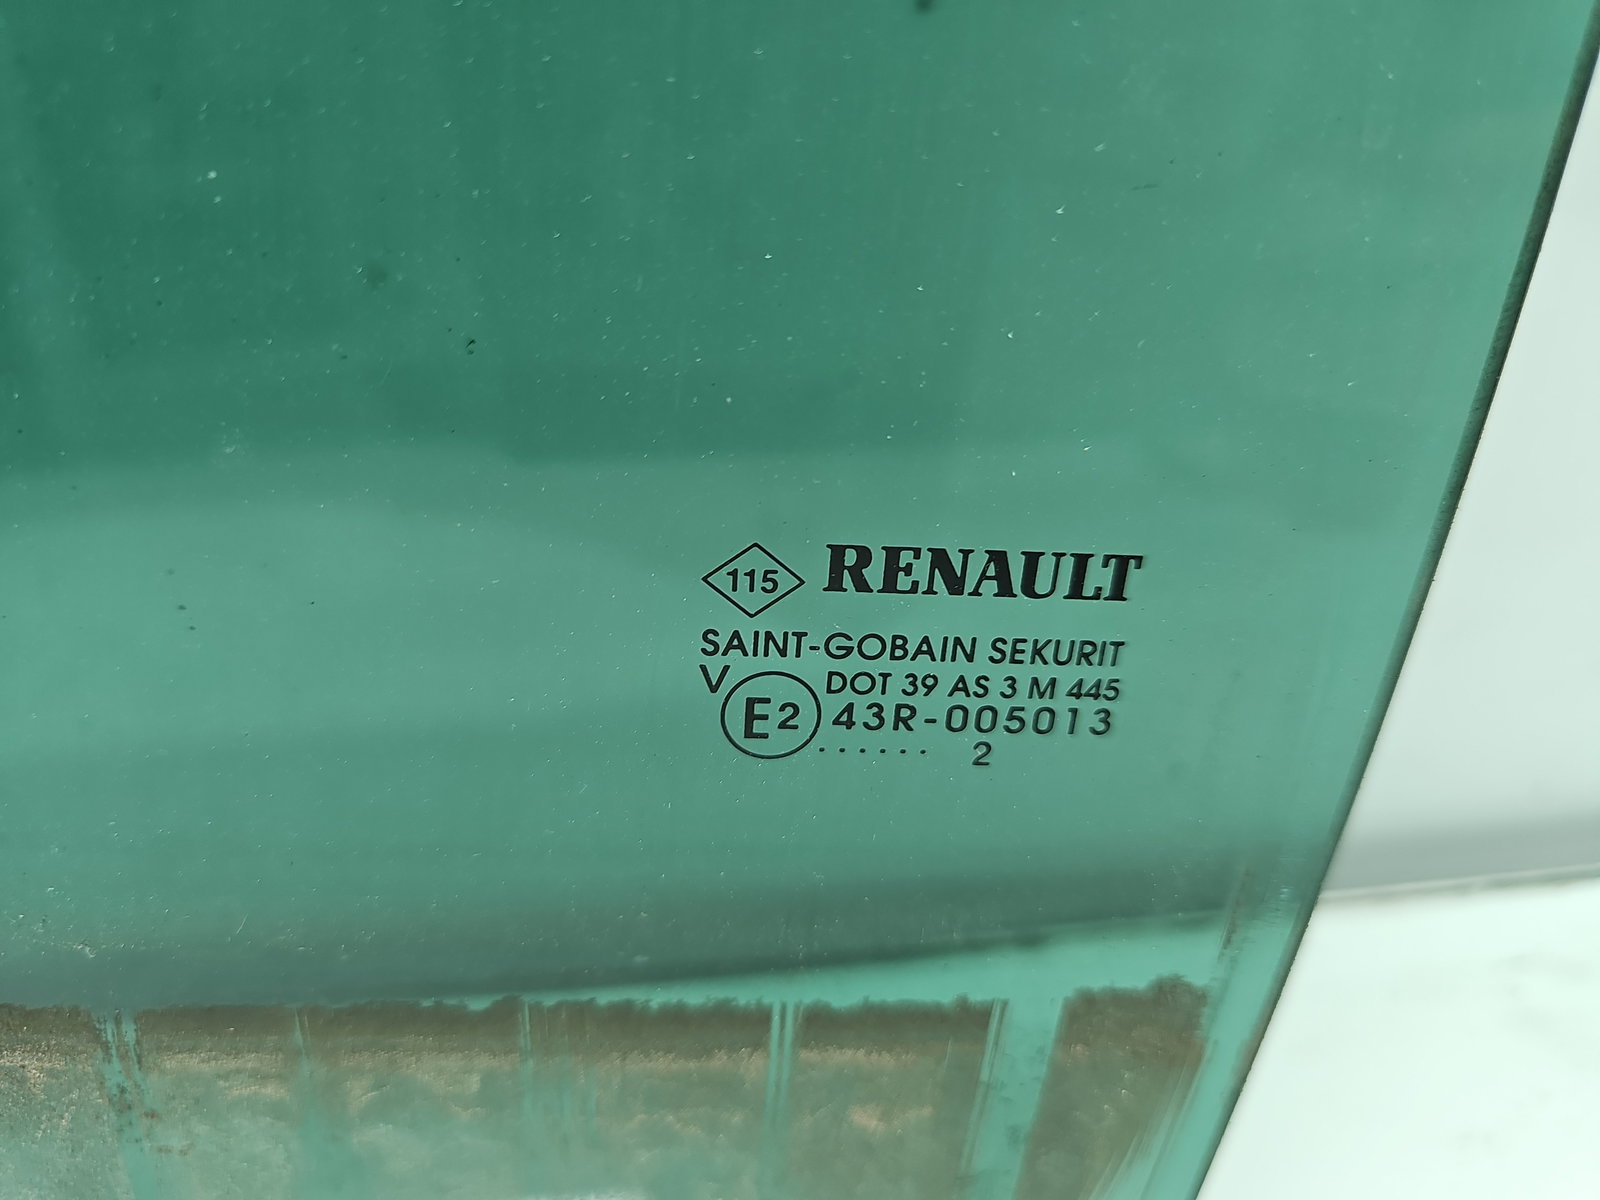 115 RENAULT
SAINT-GOBAIN SEKURIT
V DOT 39 AS 3 M 445
E2 43R-005013
...... 2